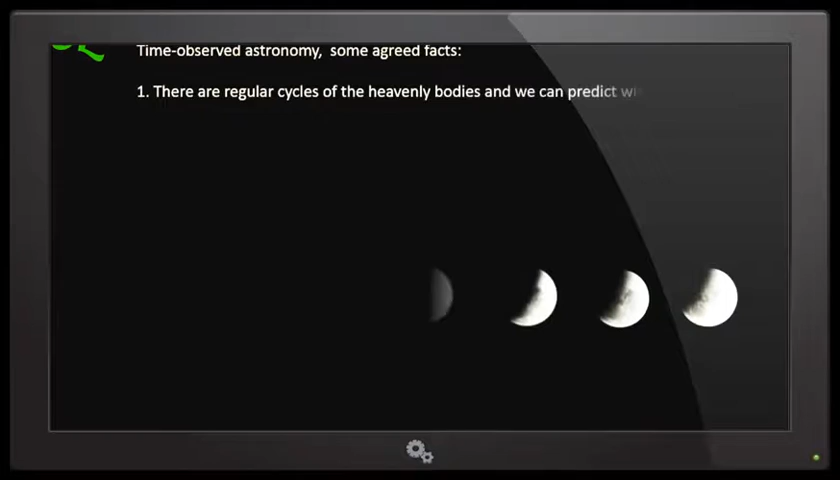 Time-observed astronomy, some agreed facts:
1. There are regular cycles of the heavenly bodies and we can predict